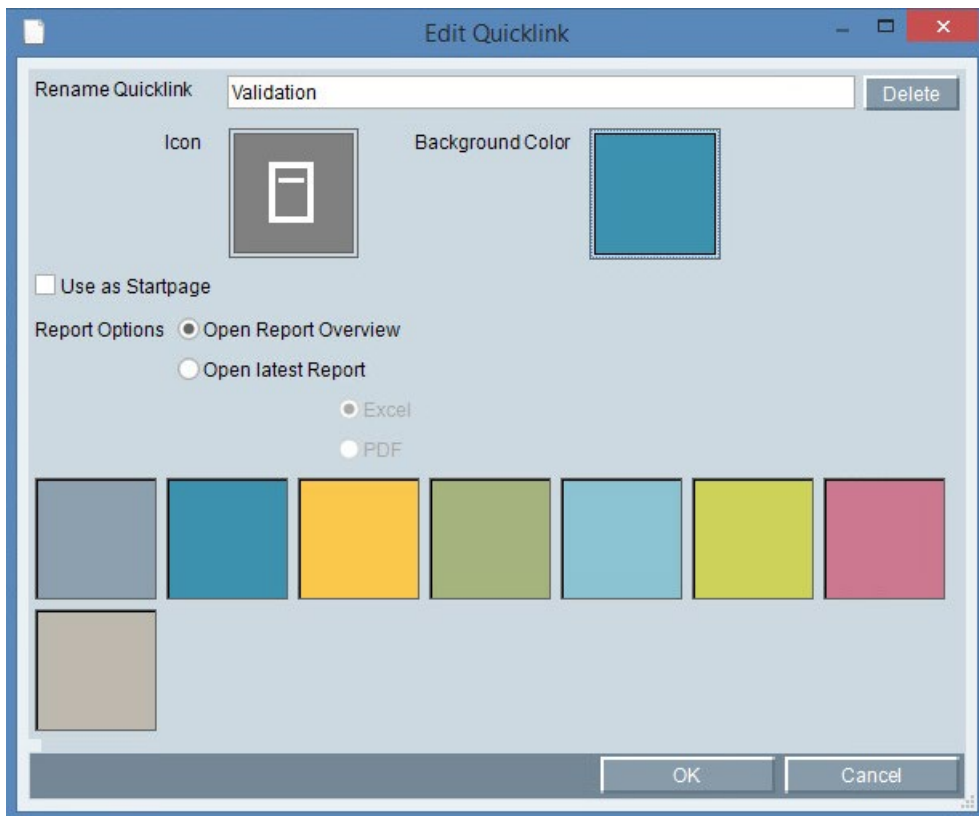 Edit Quicklink
Rename Quicklink Validation Delete
Icon Background Color
Use as Startpage
Report Options Open Report Overview
Open latest Report
Excel
PDF
OK Cancel